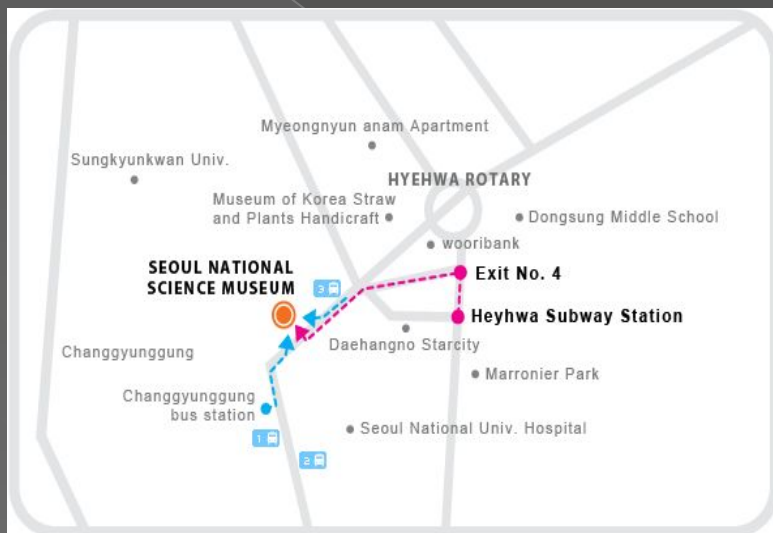 Myeongnyun anam Apartment
Sungkyunkwan Univ.
HYEHWA ROTARY
Museum of Korea Straw
and Plants Handicraft
Dongsung Middle School
wooribank
SEOUL NATIONAL
SCIENCE MUSEUM
3
Exit No. 4
Heyhwa Subway Station
Daehangno Starcity
Changgyunggung
Marronier Park
Changgyunggung
bus station
Seoul National Univ. Hospital
1
2